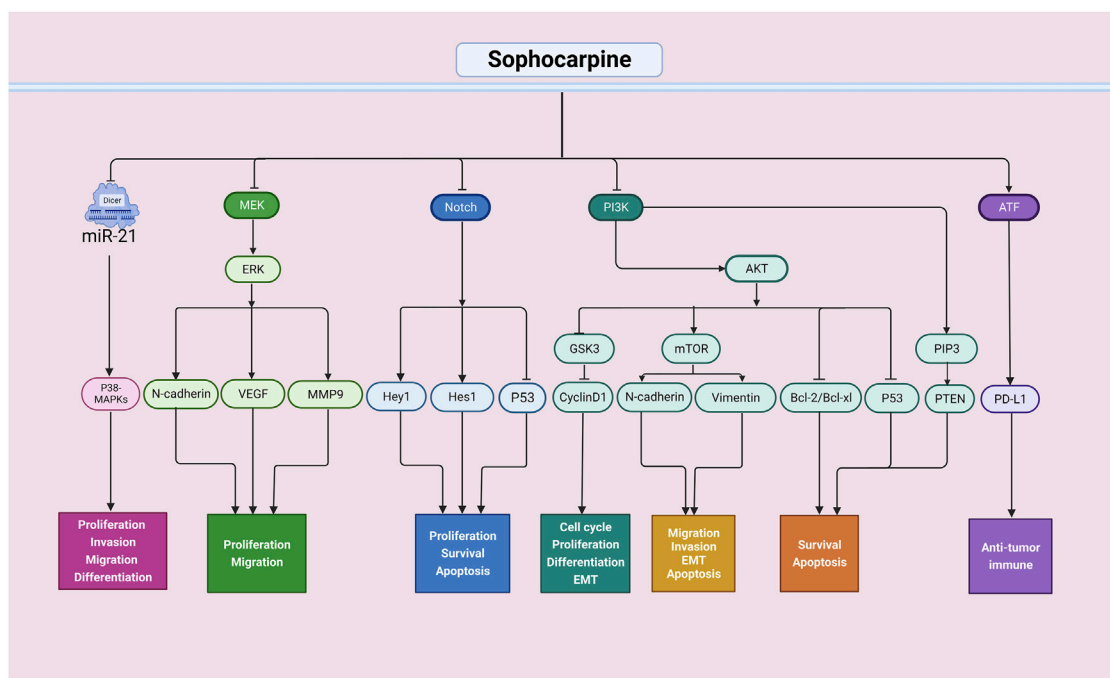 Sophocarpine
Dicer
miR-21
MEK
Notch
PI3K
ATF
ERK
AKT
GSK3
mTOR
PIP3
P38-
MAPKs
N-cadherin
VEGF
MMP9
Hey1
Hes1
P53
CyclinD1
N-cadherin
Vimentin
Bcl-2/Bcl-xl
P53
PTEN
PD-L1
Proliferation
Invasion
Migration
Differentiation
Proliferation
Migration
Proliferation
Survival
Apoptosis
Cell cycle
Proliferation
Differentiation
EMT
Migration
Invasion
EMT
Apoptosis
Survival
Apoptosis
Anti-tumor
immune